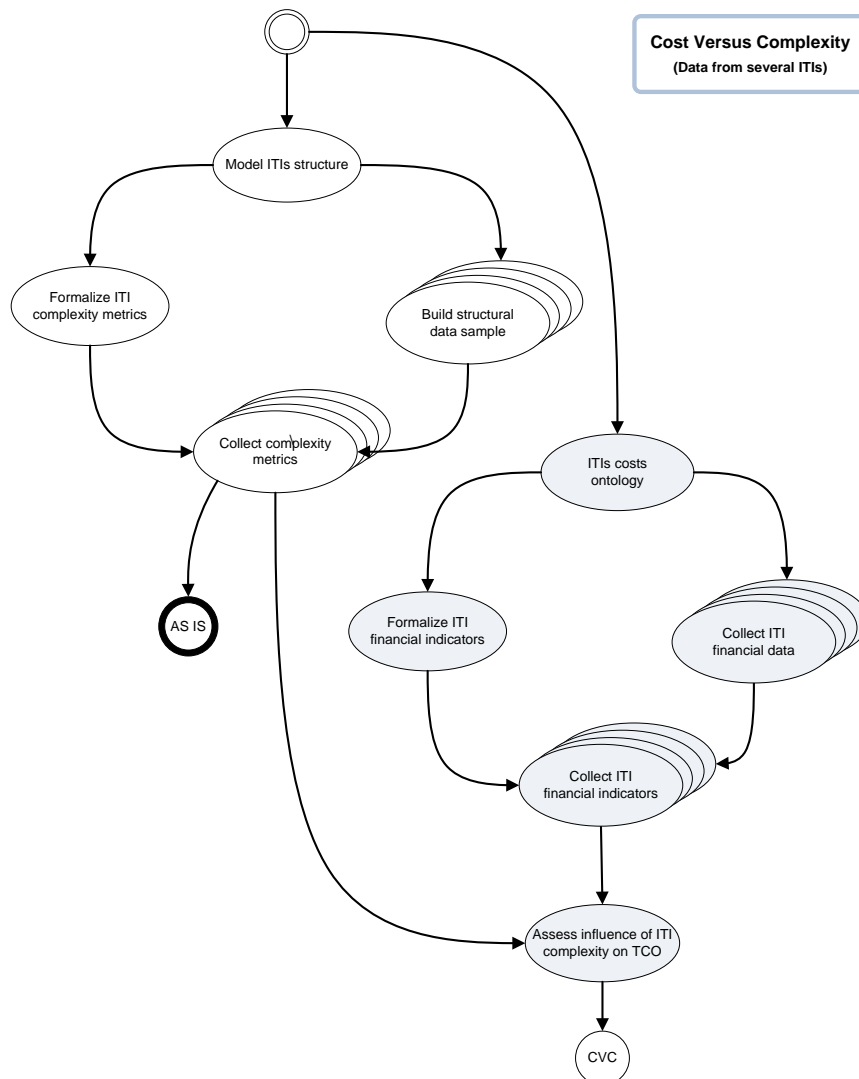 Cost Versus Complexity
(Data from several ITIs)
Model ITIs structure
Formalize ITI
complexity metrics
Build structural
data sample
Collect complexity
metrics
ITIs costs
ontology
AS IS
Formalize ITI
financial indicators
Collect ITI
financial data
Collect ITI
financial indicators
Assess influence of ITI
complexity on TCO
CVC